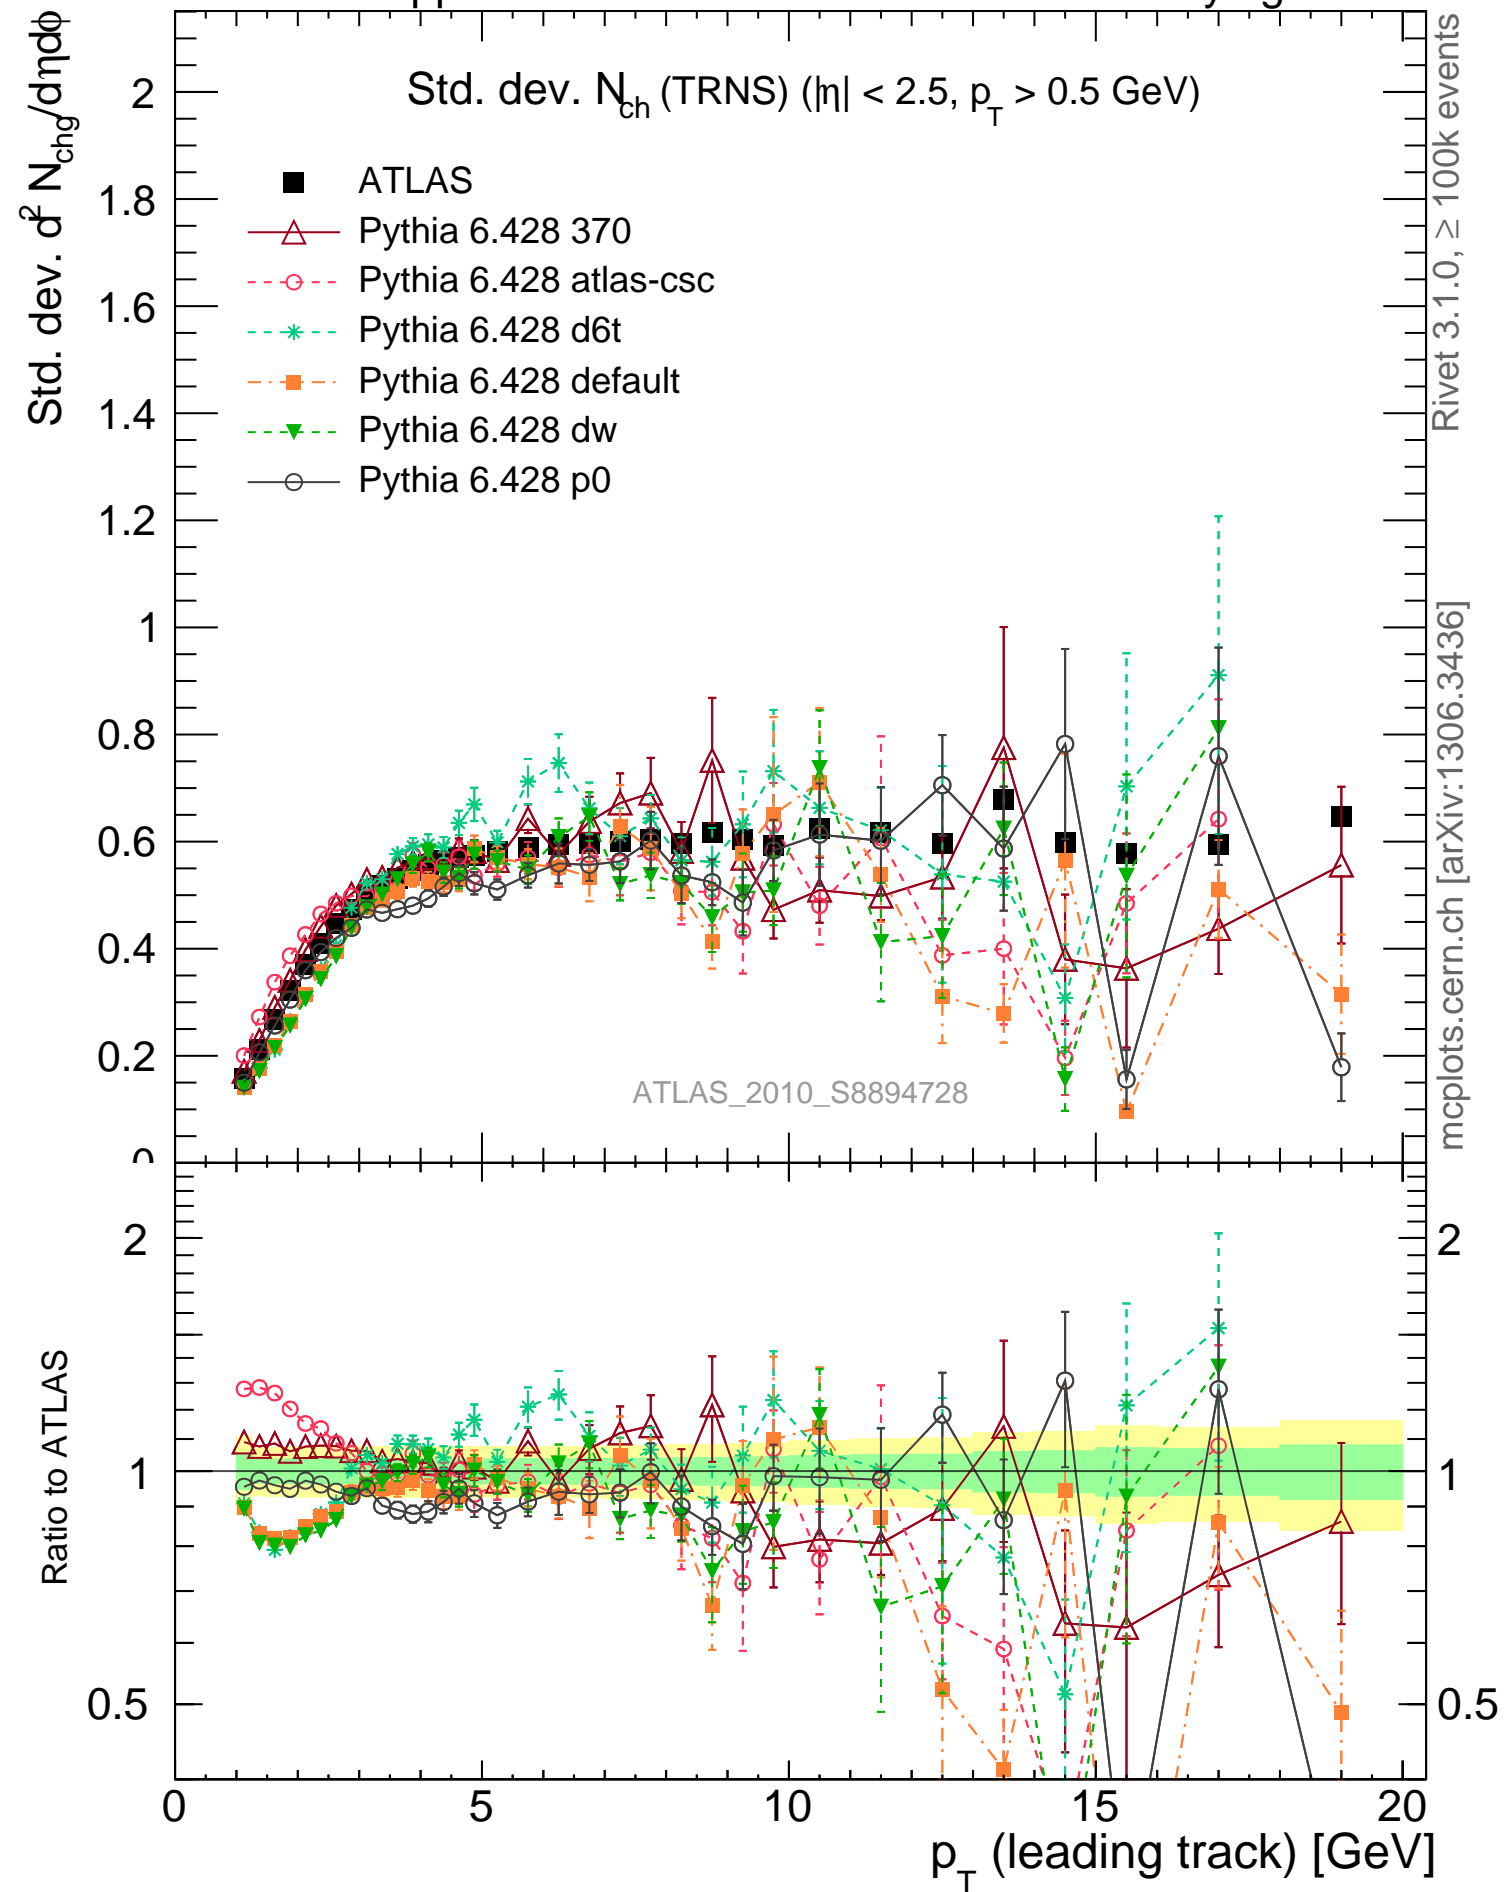 Std. dev. N_ch (TRNS) (|η| < 2.5, p_T > 0.5 GeV)
ATLAS
Pythia 6.428 370
Pythia 6.428 atlas-csc
Pythia 6.428 d6t
Pythia 6.428 default
Pythia 6.428 dw
Pythia 6.428 p0
Std. dev. d² N_chg/dηdϕ
2
1.8
1.6
1.4
1.2
1
0.8
0.6
0.4
0.2
0
ATLAS_2010_S8894728
Rivet 3.1.0, ≥ 100k events
mcplots.cern.ch [arXiv:1306.3436]
Ratio to ATLAS
2
1
0.5
2
1
0.5
0
5
10
15
20
p_T (leading track) [GeV]